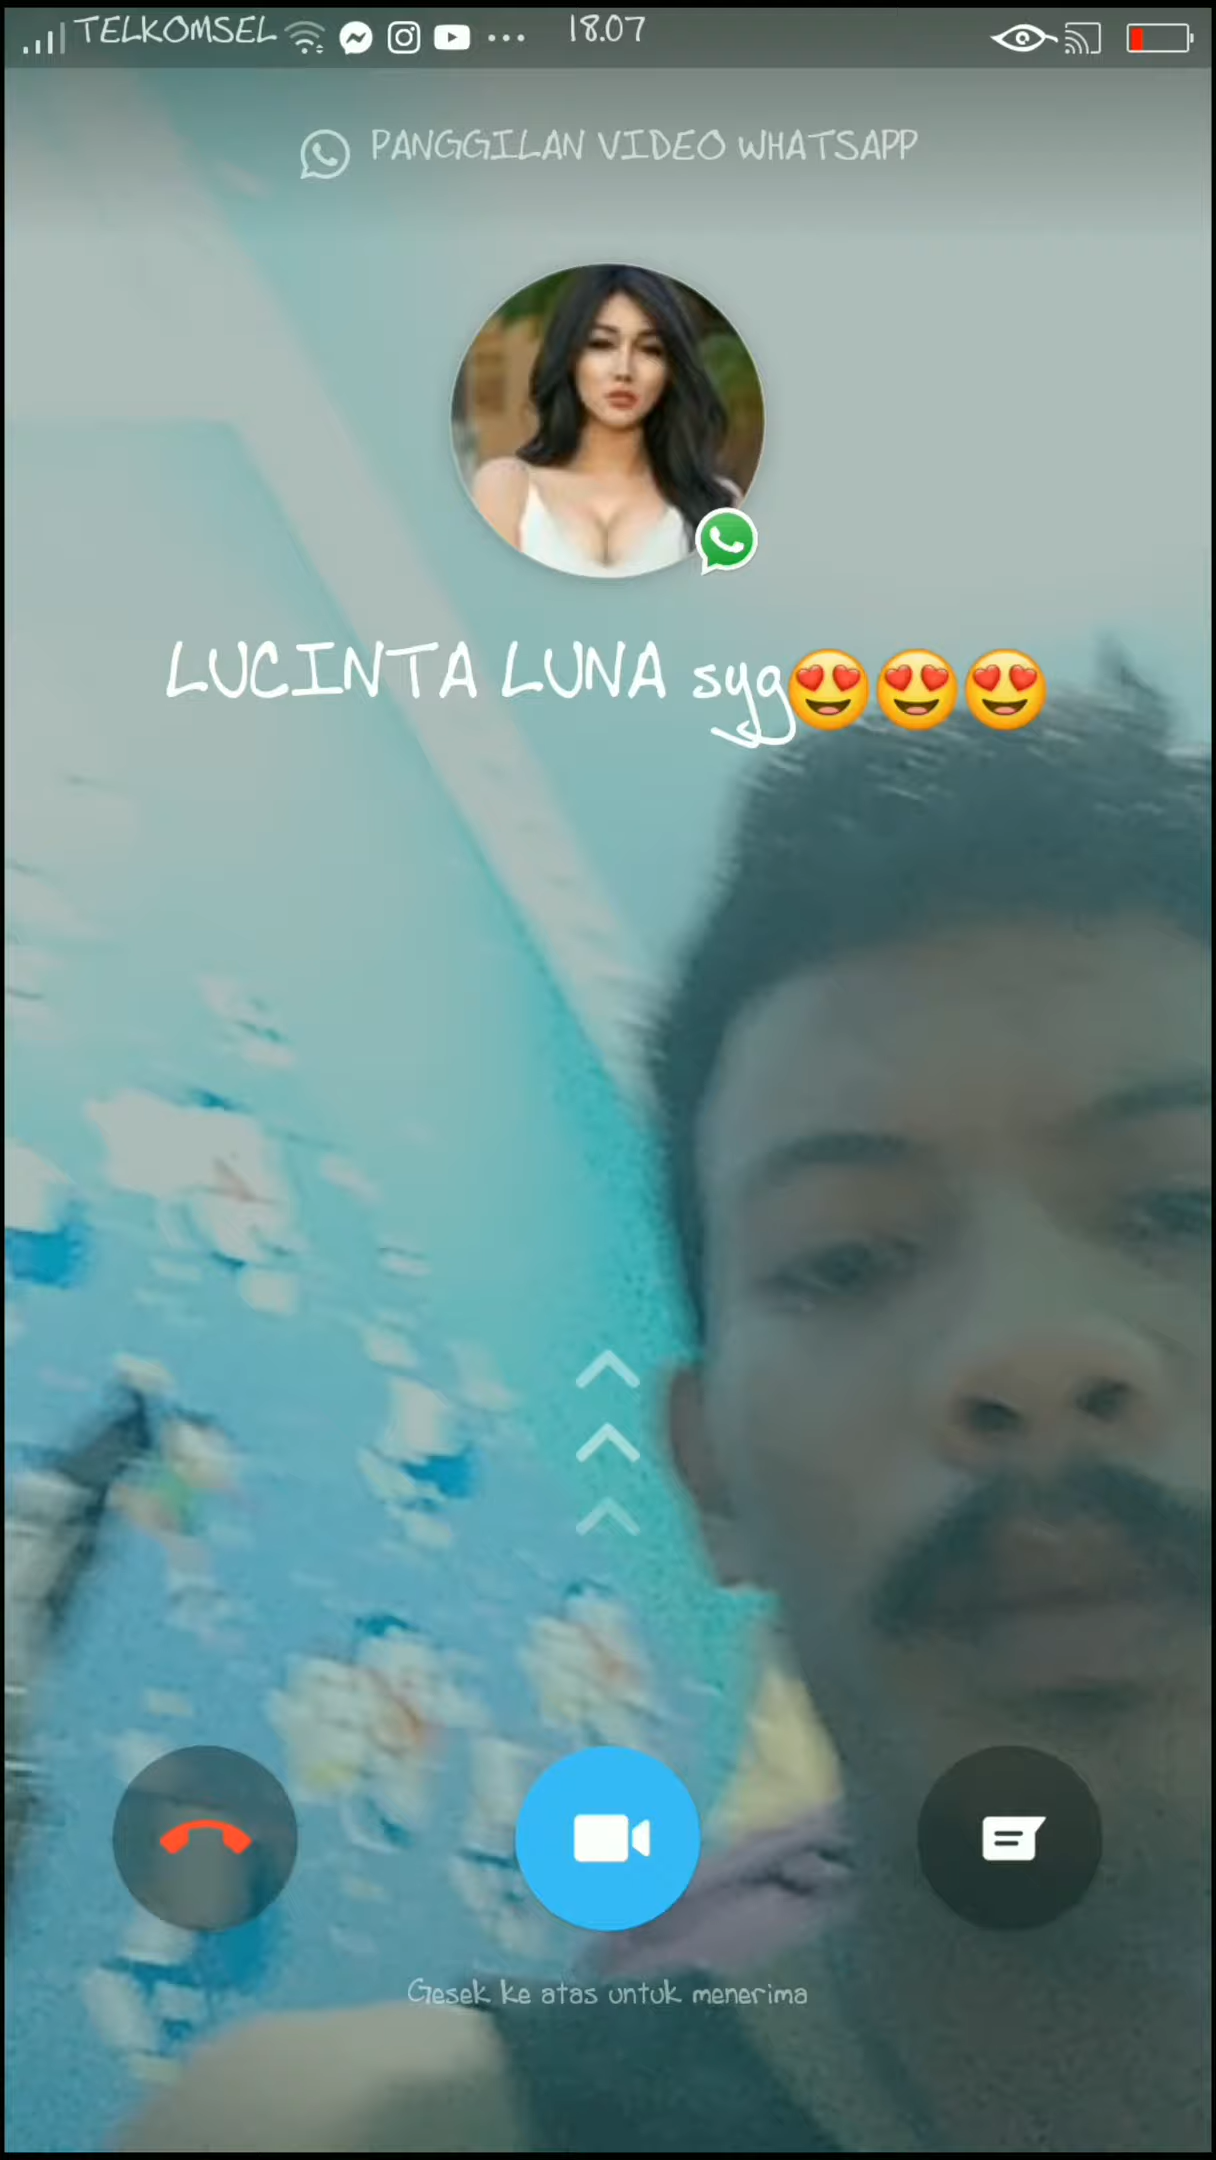 TELKOMSEL 18.07
PANGGILAN VIDEO WHATSAPP
LUCINTA LUNA syg😍😍😍
Gesek ke atas untuk menerima